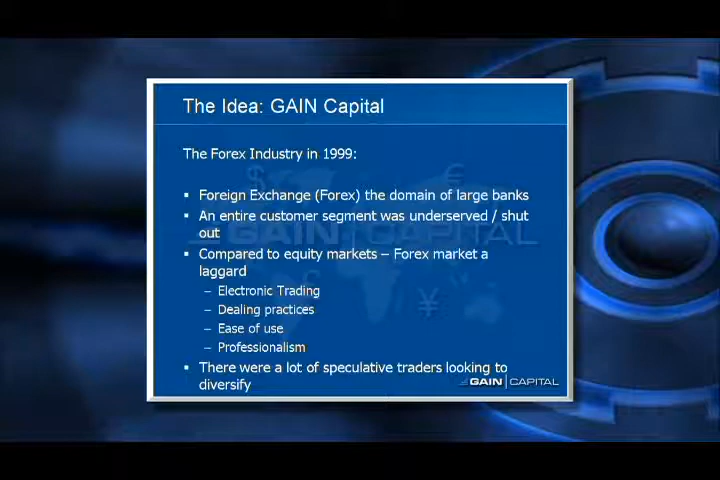 The Idea: GAIN Capital
The Forex Industry in 1999:
▪ Foreign Exchange (Forex) the domain of large banks
▪ An entire customer segment was underserved / shut
out
▪ Compared to equity markets – Forex market a
laggard
– Electronic Trading
– Dealing practices
– Ease of use
– Professionalism
▪ There were a lot of speculative traders looking to
diversify
GAIN CAPITAL
GAIN | CAPITAL